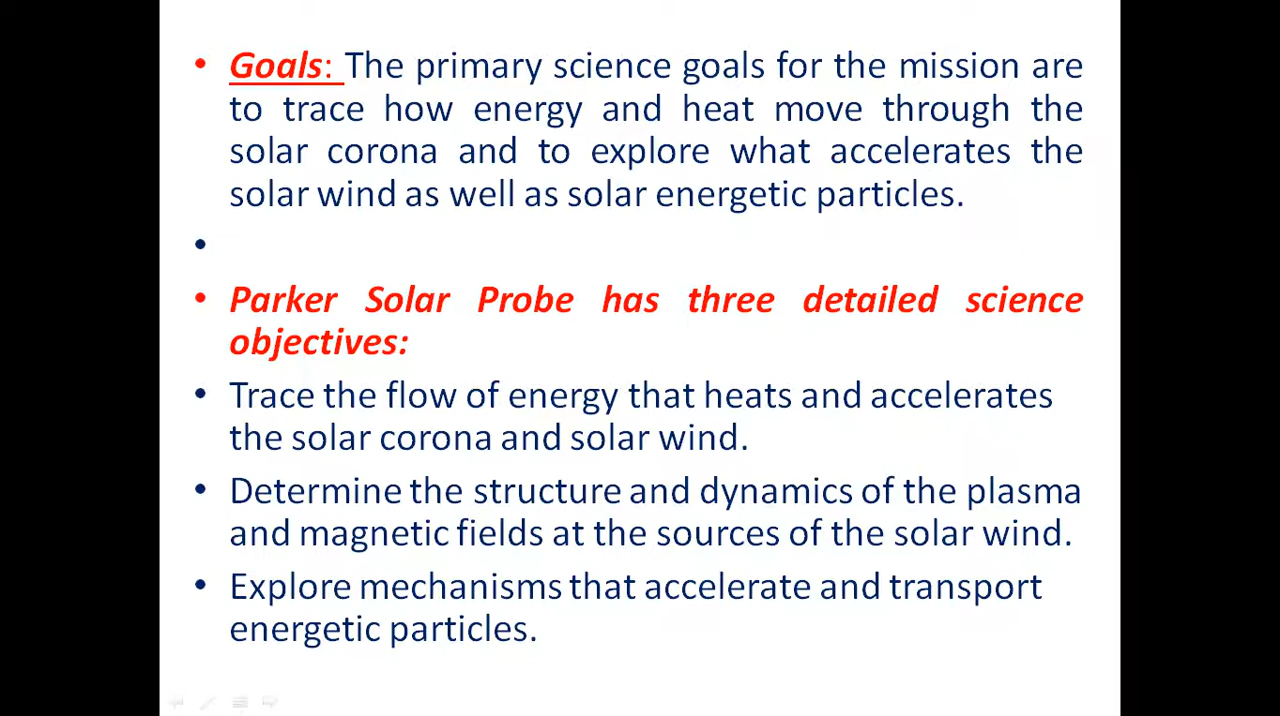 • Goals: The primary science goals for the mission are
to trace how energy and heat move through the
solar corona and to explore what accelerates the
solar wind as well as solar energetic particles.
•
• Parker Solar Probe has three detailed science
objectives:
• Trace the flow of energy that heats and accelerates
the solar corona and solar wind.
• Determine the structure and dynamics of the plasma
and magnetic fields at the sources of the solar wind.
• Explore mechanisms that accelerate and transport
energetic particles.